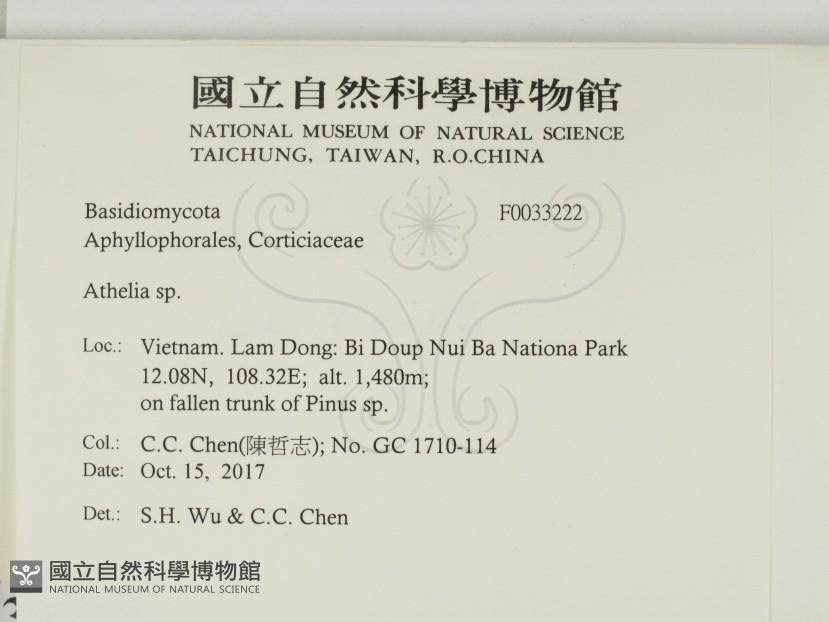 國立自然科學博物館
NATIONAL MUSEUM OF NATURAL SCIENCE
TAICHUNG, TAIWAN, R.O.CHINA
Basidiomycota F0033222
Aphyllophorales, Corticiaceae
Athelia sp.
Loc.: Vietnam. Lam Dong: Bi Doup Nui Ba Nationa Park
12.08N, 108.32E; alt. 1,480m;
on fallen trunk of Pinus sp.
Col.: C.C. Chen(陳哲志); No. GC 1710-114
Date: Oct. 15, 2017
Det.: S.H. Wu & C.C. Chen
國立自然科學博物館
NATIONAL MUSEUM OF NATURAL SCIENCE